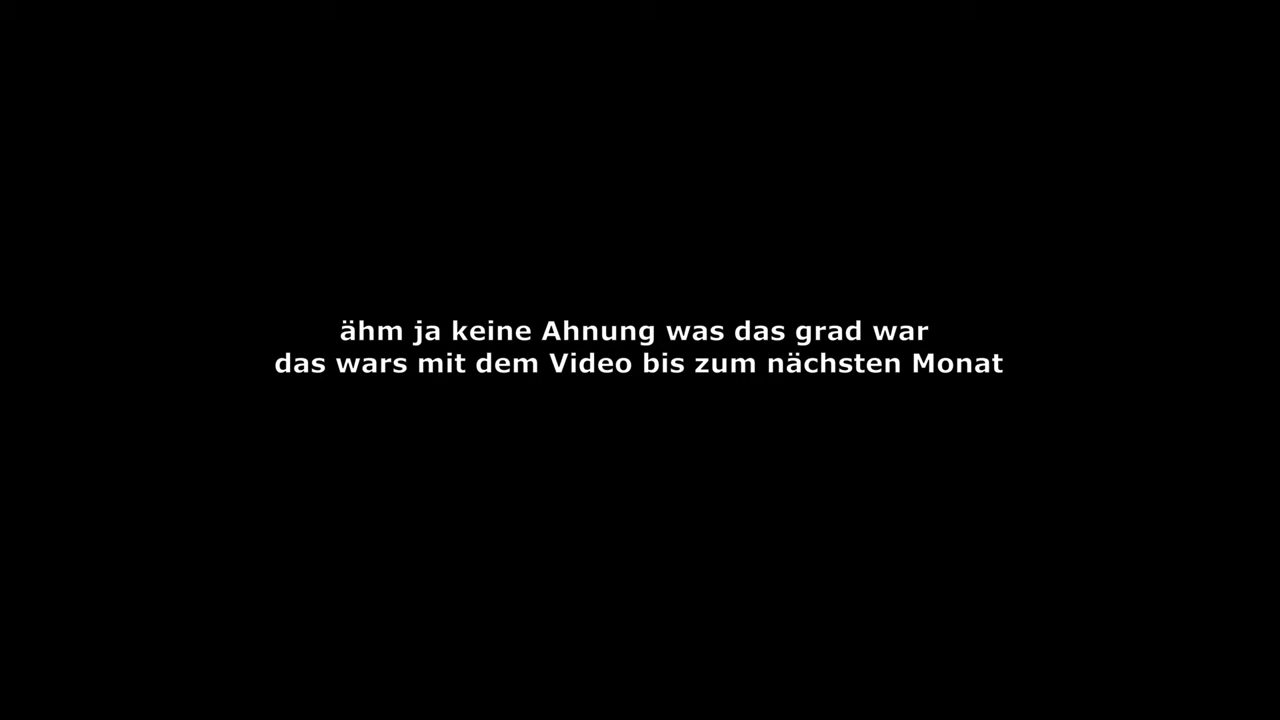 ähm ja keine Ahnung was das grad war
das wars mit dem Video bis zum nächsten Monat